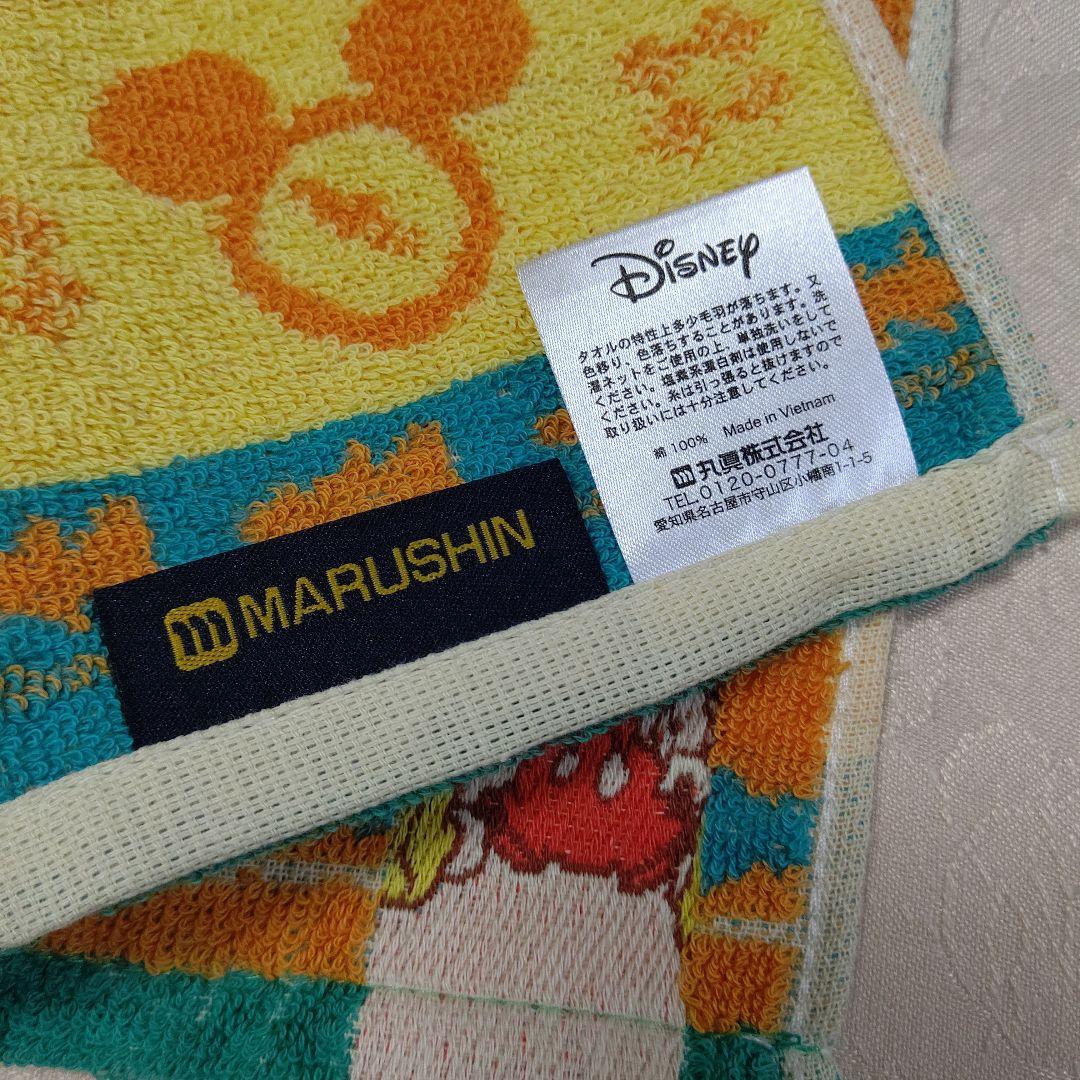 Disney
タオルの特性上多少毛羽が落ちます。又
色移り、色落ちすることがあります。洗
濯ネットをご使用の上、単独洗いをして
ください。塩素系漂白剤は使用しないで
ください。糸は引っ張ると抜けますので
取り扱いには十分注意してください。
綿 100% Made in Vietnam
m 丸眞株式会社
TEL.0120-0777-04
愛知県名古屋市守山区小幡南1-1-5
m MARUSHIN